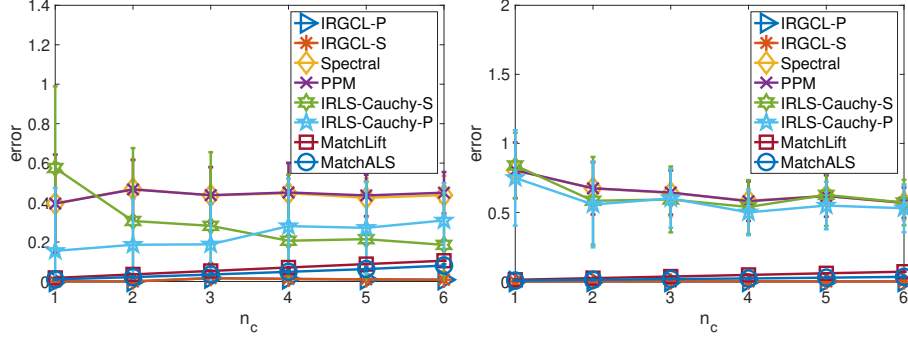 1.4
1.2
1
0.8
0.6
0.4
0.2
0
error
1 2 3 4 5 6
n_c
IRGCL-P
IRGCL-S
Spectral
PPM
IRLS-Cauchy-S
IRLS-Cauchy-P
MatchLift
MatchALS
2
1.5
1
0.5
0
error
1 2 3 4 5 6
n_c
IRGCL-P
IRGCL-S
Spectral
PPM
IRLS-Cauchy-S
IRLS-Cauchy-P
MatchLift
MatchALS